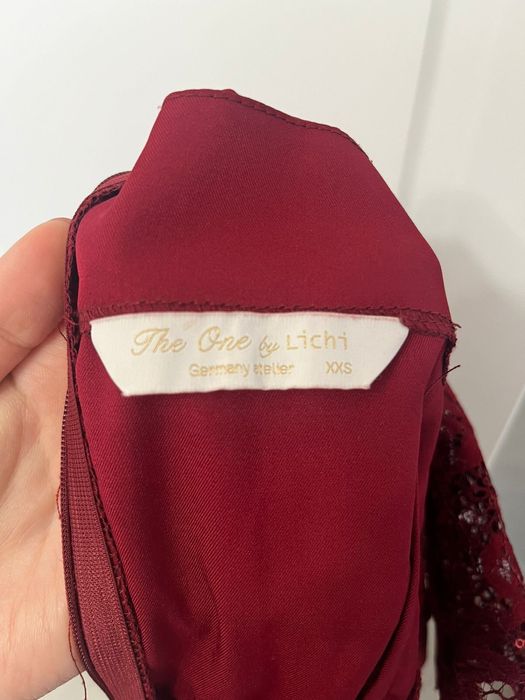 The One by Lichi
Germany atelier XXS